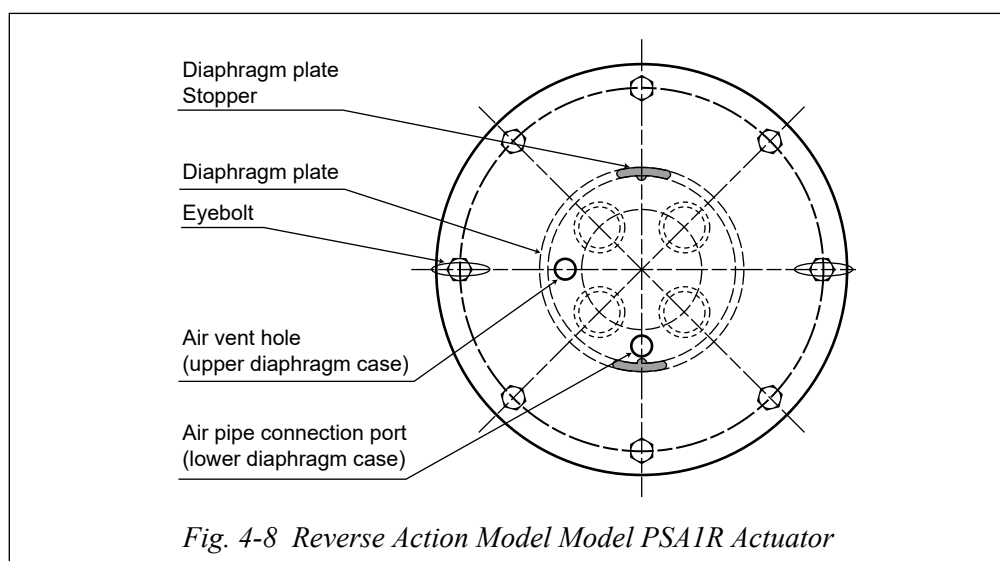 Diaphragm plate
Stopper
Diaphragm plate
Eyebolt
Air vent hole
(upper diaphragm case)
Air pipe connection port
(lower diaphragm case)
Fig. 4-8  Reverse Action Model Model PSA1R Actuator